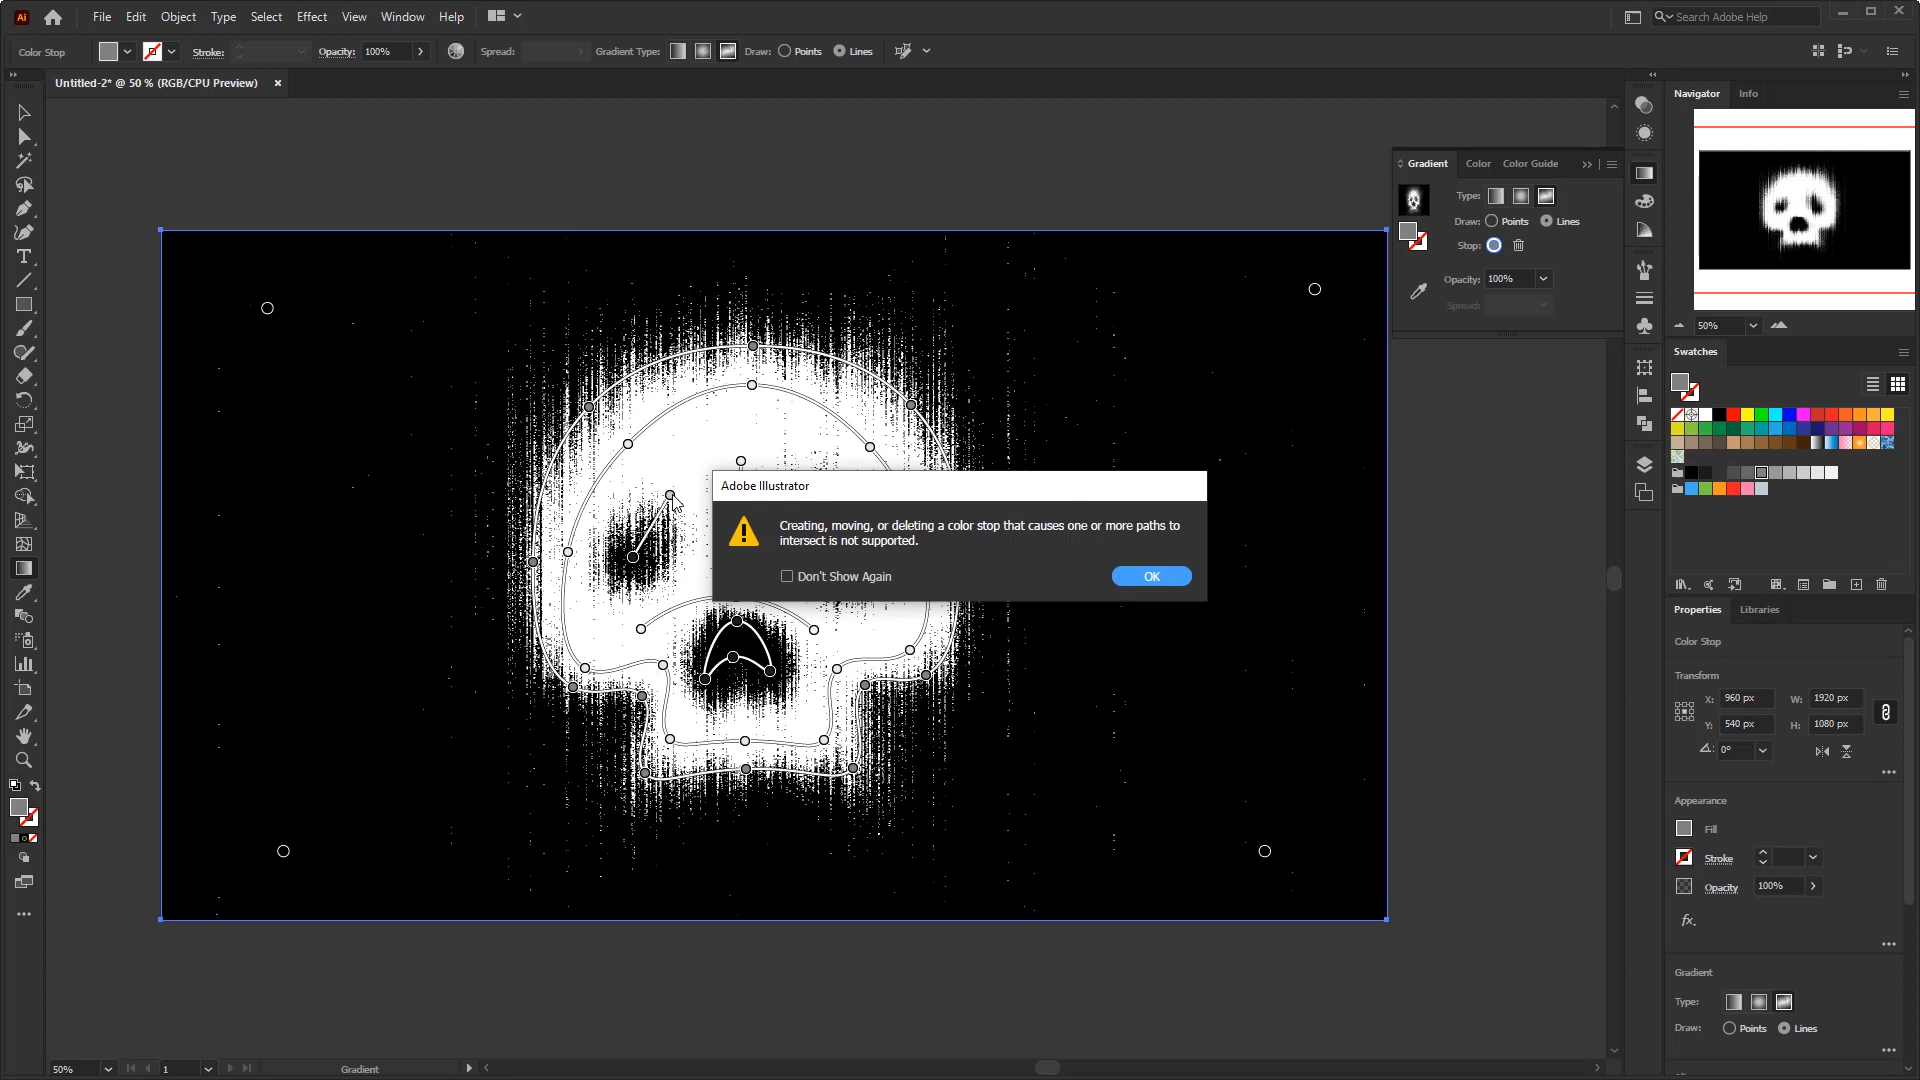 Ai
File Edit Object Type Select Effect View Window Help
Search Adobe Help
Color Stop
Stroke:
Opacity: 100%
Spread:
Gradient Type:
Draw: Points Lines
Untitled-2* @ 50 % (RGB/CPU Preview) ×
Navigator Info
50%
Gradient Color Color Guide
Type:
Draw: Points Lines
Stop:
Opacity: 100%
Spread:
Swatches
Adobe Illustrator
Creating, moving, or deleting a color stop that causes one or more paths to
intersect is not supported.
Don't Show Again
OK
Properties Libraries
Color Stop
Transform
X: 960 px W: 1920 px
Y: 540 px H: 1080 px
0°
Appearance
Fill
Stroke
Opacity 100%
fx.
Gradient
Type:
Draw: Points Lines
50%
1
Gradient